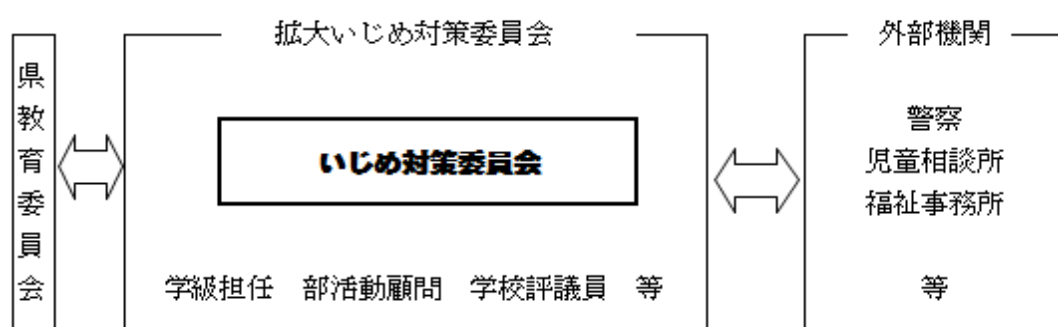 県教育委員会
拡大いじめ対策委員会
いじめ対策委員会
学級担任 部活動顧問 学校評議員 等
外部機関
警察
児童相談所
福祉事務所
等